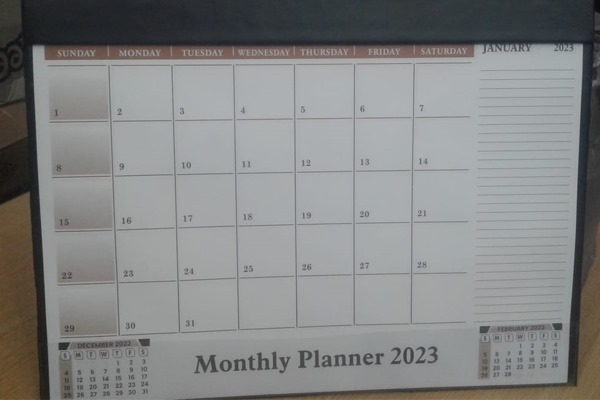 SUNDAY MONDAY TUESDAY WEDNESDAY THURSDAY FRIDAY SATURDAY JANUARY 2023
1 2 3 4 5 6 7
8 9 10 11 12 13 14
15 16 17 18 19 20 21
22 23 24 25 26 27 28
29 30 31
DECEMBER 2022
S M T W T F S
1 2 3
4 5 6 7 8 9 10
11 12 13 14 15 16 17
18 19 20 21 22 23 24
25 26 27 28 29 30 31
Monthly Planner 2023
FEBRUARY 2023
S M T W T F S
1 2 3 4
5 6 7 8 9 10 11
12 13 14 15 16 17 18
19 20 21 22 23 24 25
26 27 28